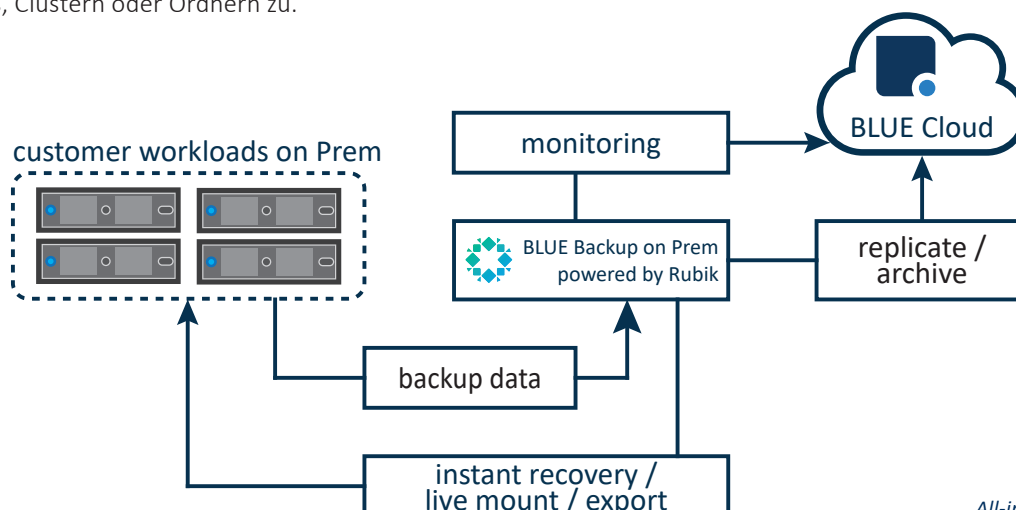 , Clustern oder Ordnern zu.
BLUE Cloud
monitoring
customer workloads on Prem
BLUE Backup on Prem
powered by Rubik
replicate /
archive
backup data
instant recovery /
live mount / export
All-i